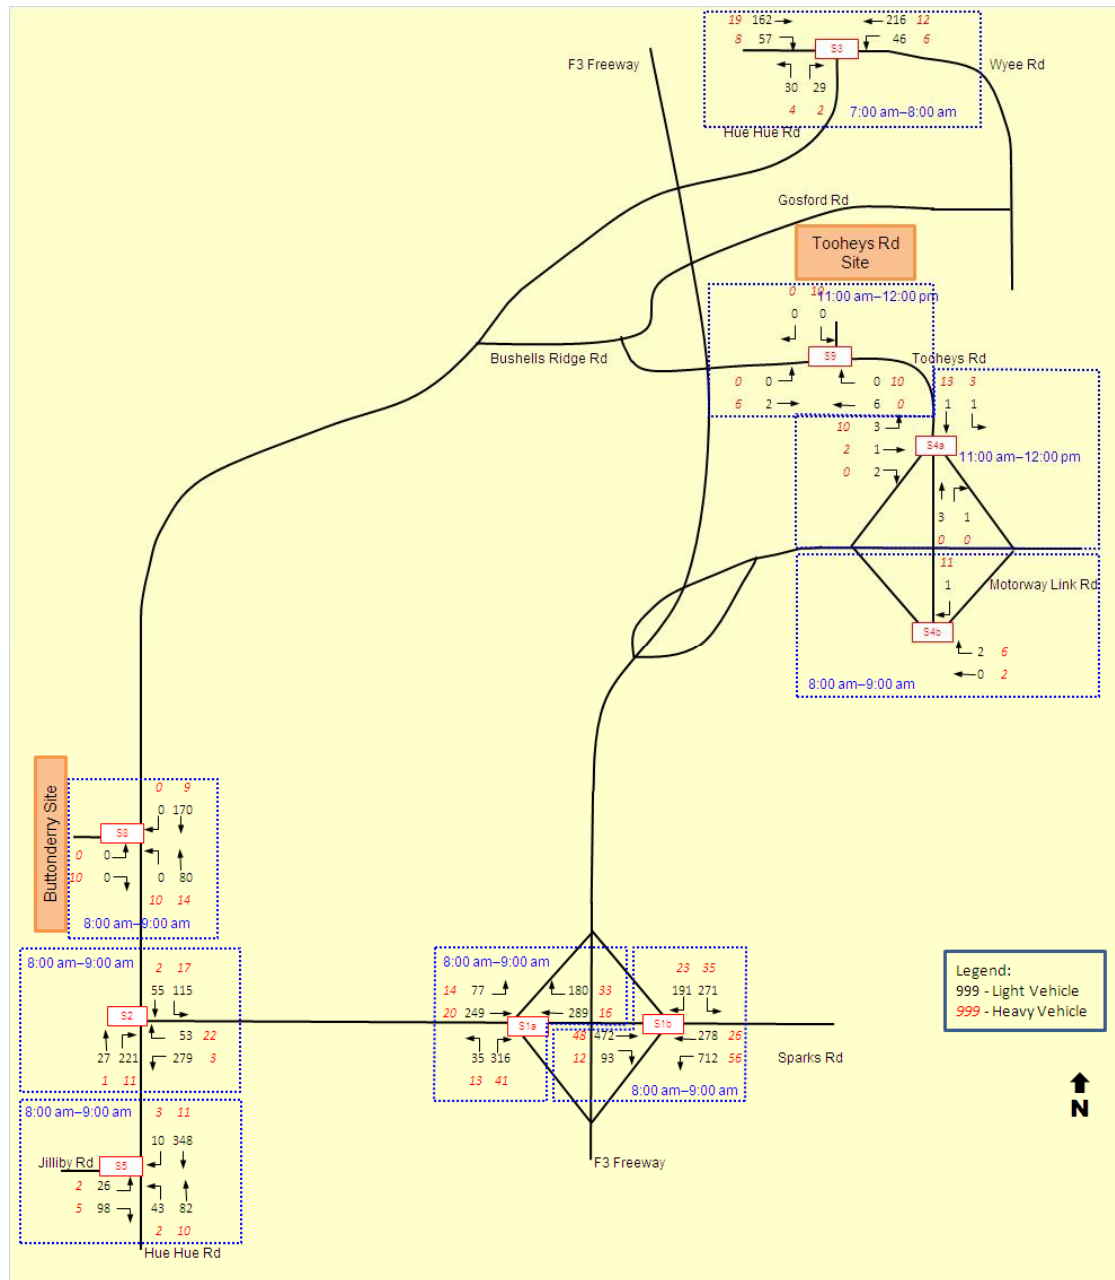 19 162 216 12
8 57 S3 46 6
F3 Freeway
Wyee Rd
30 29
4 2
7:00 am–8:00 am
Hue Hue Rd
Gosford Rd
Tooheys Rd
Site
0 10
11:00 am–12:00 pm
0 0
S9
Bushells Ridge Rd
Tooheys Rd
0 0 0 10 13 3
6 2 6 0 1 1
10 3
2 1 S4a
11:00 am–12:00 pm
0 2
3 1
0 0
11
1
Motorway Link Rd
S4b
2 6
0 2
8:00 am–9:00 am
Buttonderry Site
0 9
0 170
S8
0 0
10 0 0 80
10 14
8:00 am–9:00 am
8:00 am–9:00 am
2 17
55 115
S2
53 22
27 221 279 3
1 11
8:00 am–9:00 am
14 77 180 33
20 249 289 16
S1a
35 316
13 41
23 35
191 271
S1b
48 472 278 26
12 93 712 56
8:00 am–9:00 am
Sparks Rd
Legend:
999 - Light Vehicle
999 - Heavy Vehicle
N
8:00 am–9:00 am
3 11
10 348
Jilliby Rd
S5
2 26
5 98 43 82
2 10
Hue Hue Rd
F3 Freeway